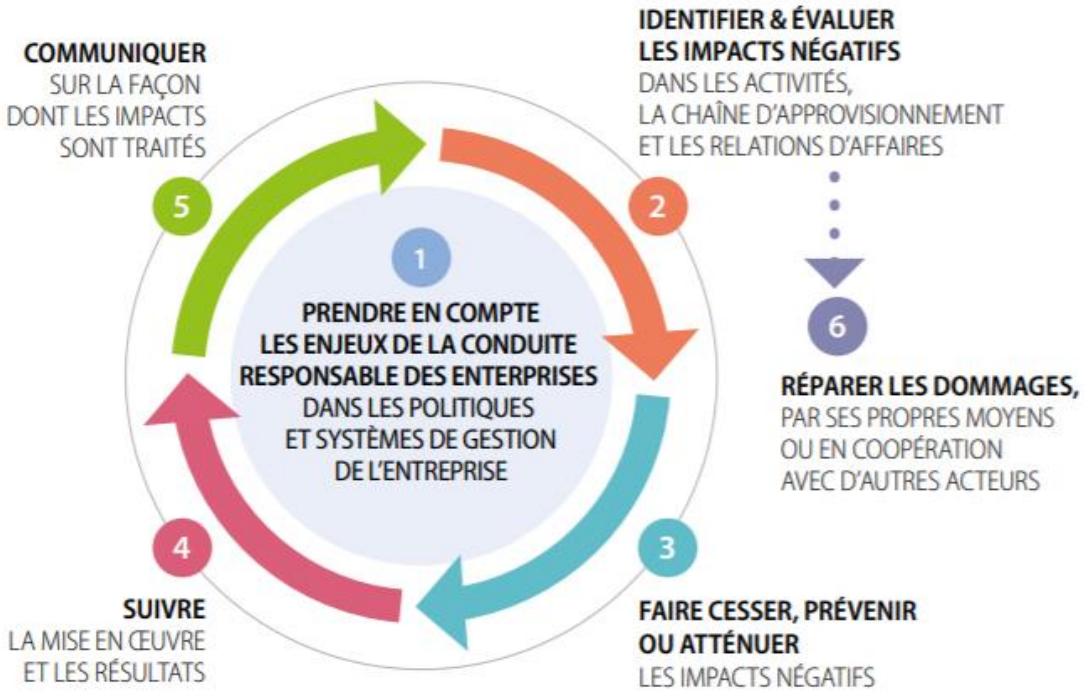 1
PRENDRE EN COMPTE
LES ENJEUX DE LA CONDUITE
RESPONSABLE DES ENTERPRISES
DANS LES POLITIQUES
ET SYSTÈMES DE GESTION
DE L'ENTREPRISE
IDENTIFIER & ÉVALUER
LES IMPACTS NÉGATIFS
DANS LES ACTIVITÉS,
LA CHAÎNE D'APPROVISIONNEMENT
ET LES RELATIONS D'AFFAIRES
2
3
FAIRE CESSER, PRÉVENIR
OU ATTÉNUER
LES IMPACTS NÉGATIFS
4
SUIVRE
LA MISE EN ŒUVRE
ET LES RÉSULTATS
COMMUNIQUER
SUR LA FAÇON
DONT LES IMPACTS
SONT TRAITÉS
5
6
RÉPARER LES DOMMAGES,
PAR SES PROPRES MOYENS
OU EN COOPÉRATION
AVEC D'AUTRES ACTEURS